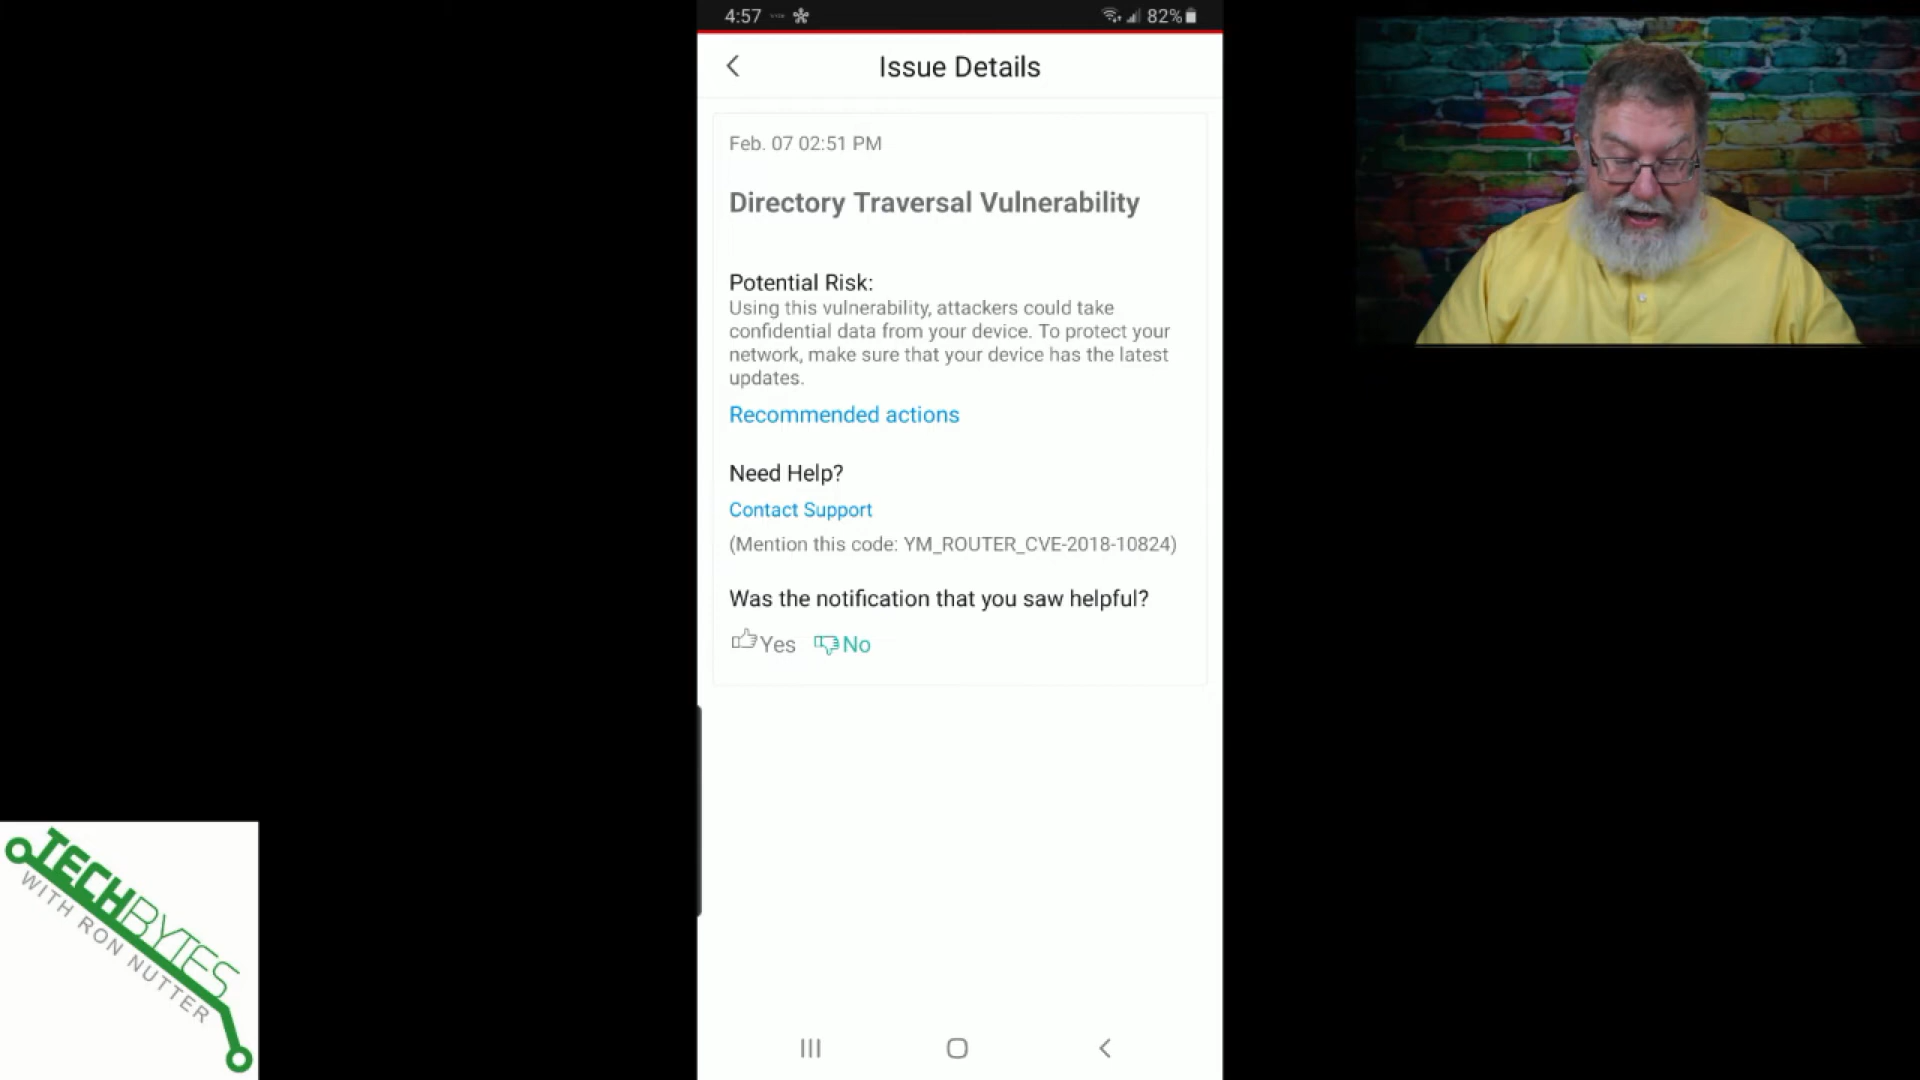 4:57
82%
Issue Details
Feb. 07 02:51 PM
Directory Traversal Vulnerability
Potential Risk:
Using this vulnerability, attackers could take
confidential data from your device. To protect your
network, make sure that your device has the latest
updates.
Recommended actions
Need Help?
Contact Support
(Mention this code: YM_ROUTER_CVE-2018-10824)
Was the notification that you saw helpful?
Yes No
TECHBYTES
WITH RON NUTTER